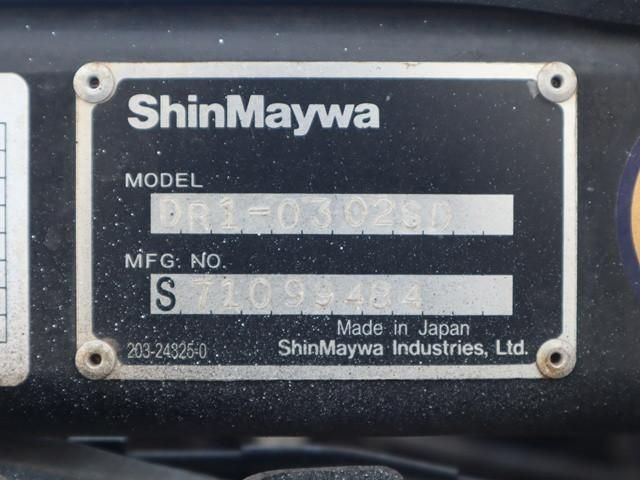 ShinMaywa
MODEL
DR1-0302SD
MFG. NO.
S 71099484
Made in Japan
203-24325-0
ShinMaywa Industries, Ltd.